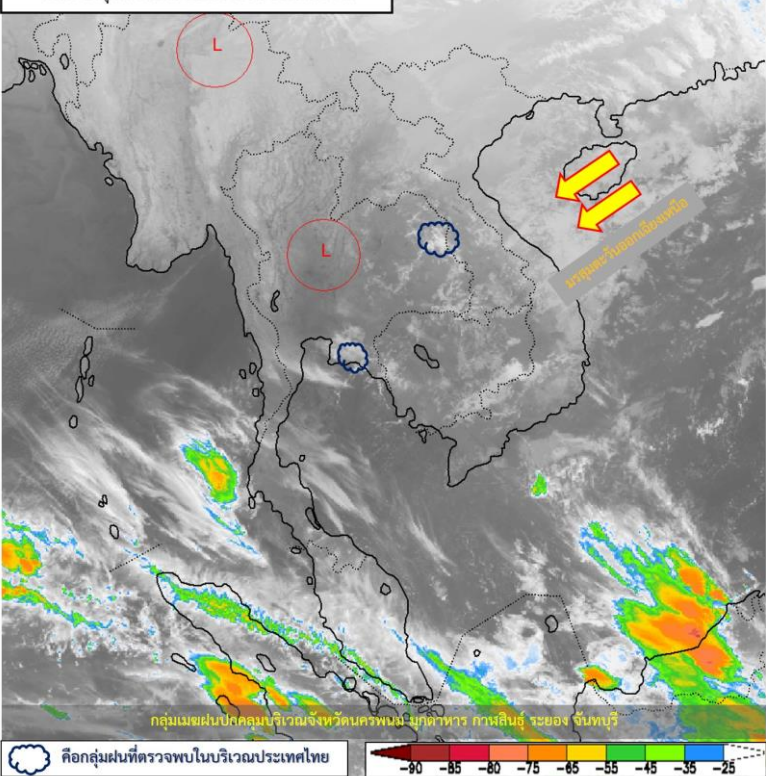 L
L
มรสุมตะวันออกเฉียงเหนือ
กลุ่มเมฆฝนปกคลุมบริเวณจังหวัดนครพนม มุกดาหาร กาฬสินธุ์ ระยอง จันทบุรี
คือกลุ่มฝนที่ตรวจพบในบริเวณประเทศไทย
-90 -85 -80 -75 -65 -55 -45 -35 -25